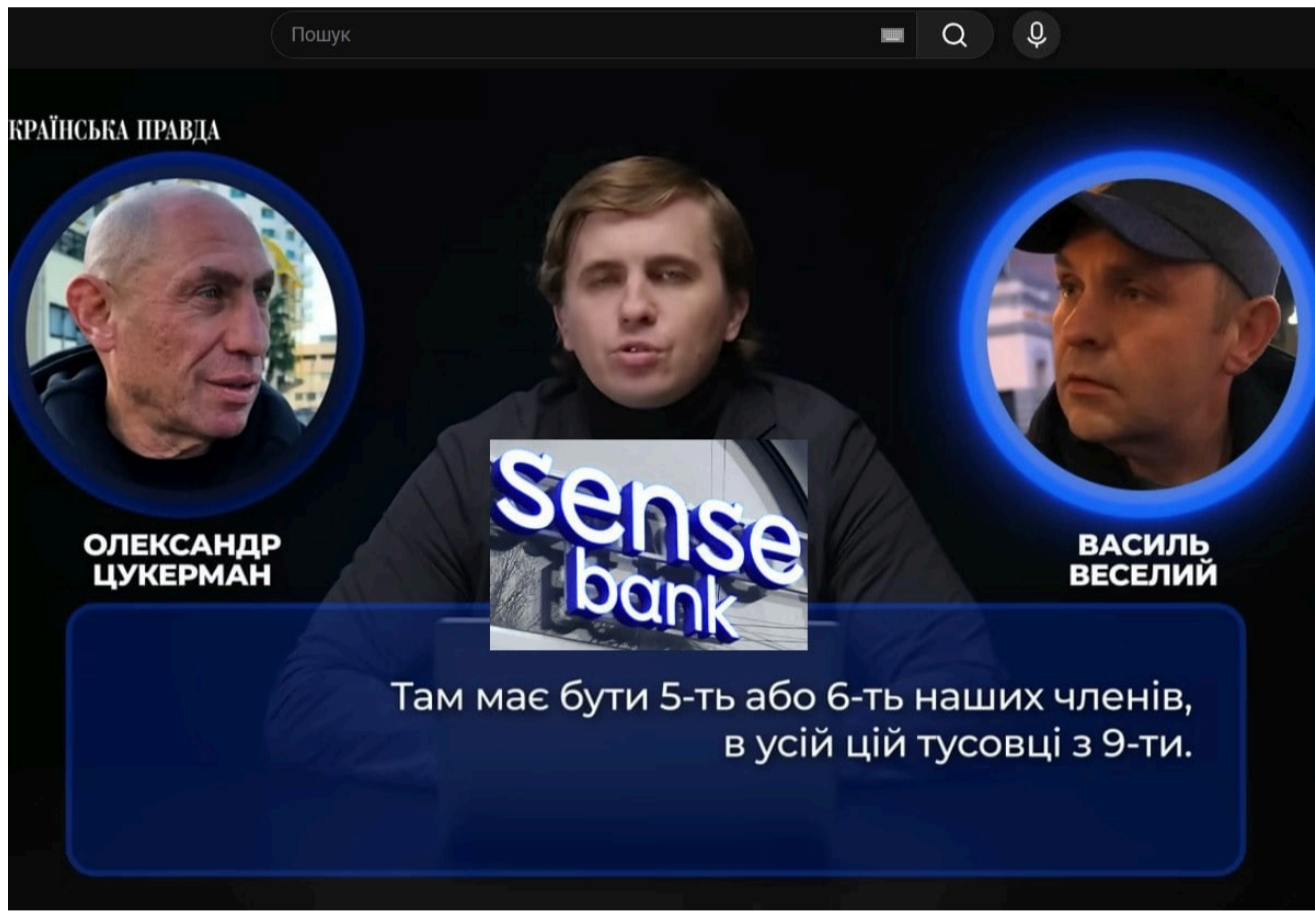 Пошук
КРАЇНСЬКА ПРАВДА
sense
bank
ОЛЕКСАНДР
ЦУКЕРМАН
ВАСИЛЬ
ВЕСЕЛИЙ
Там має бути 5-ть або 6-ть наших членів,
в усій цій тусовці з 9-ти.